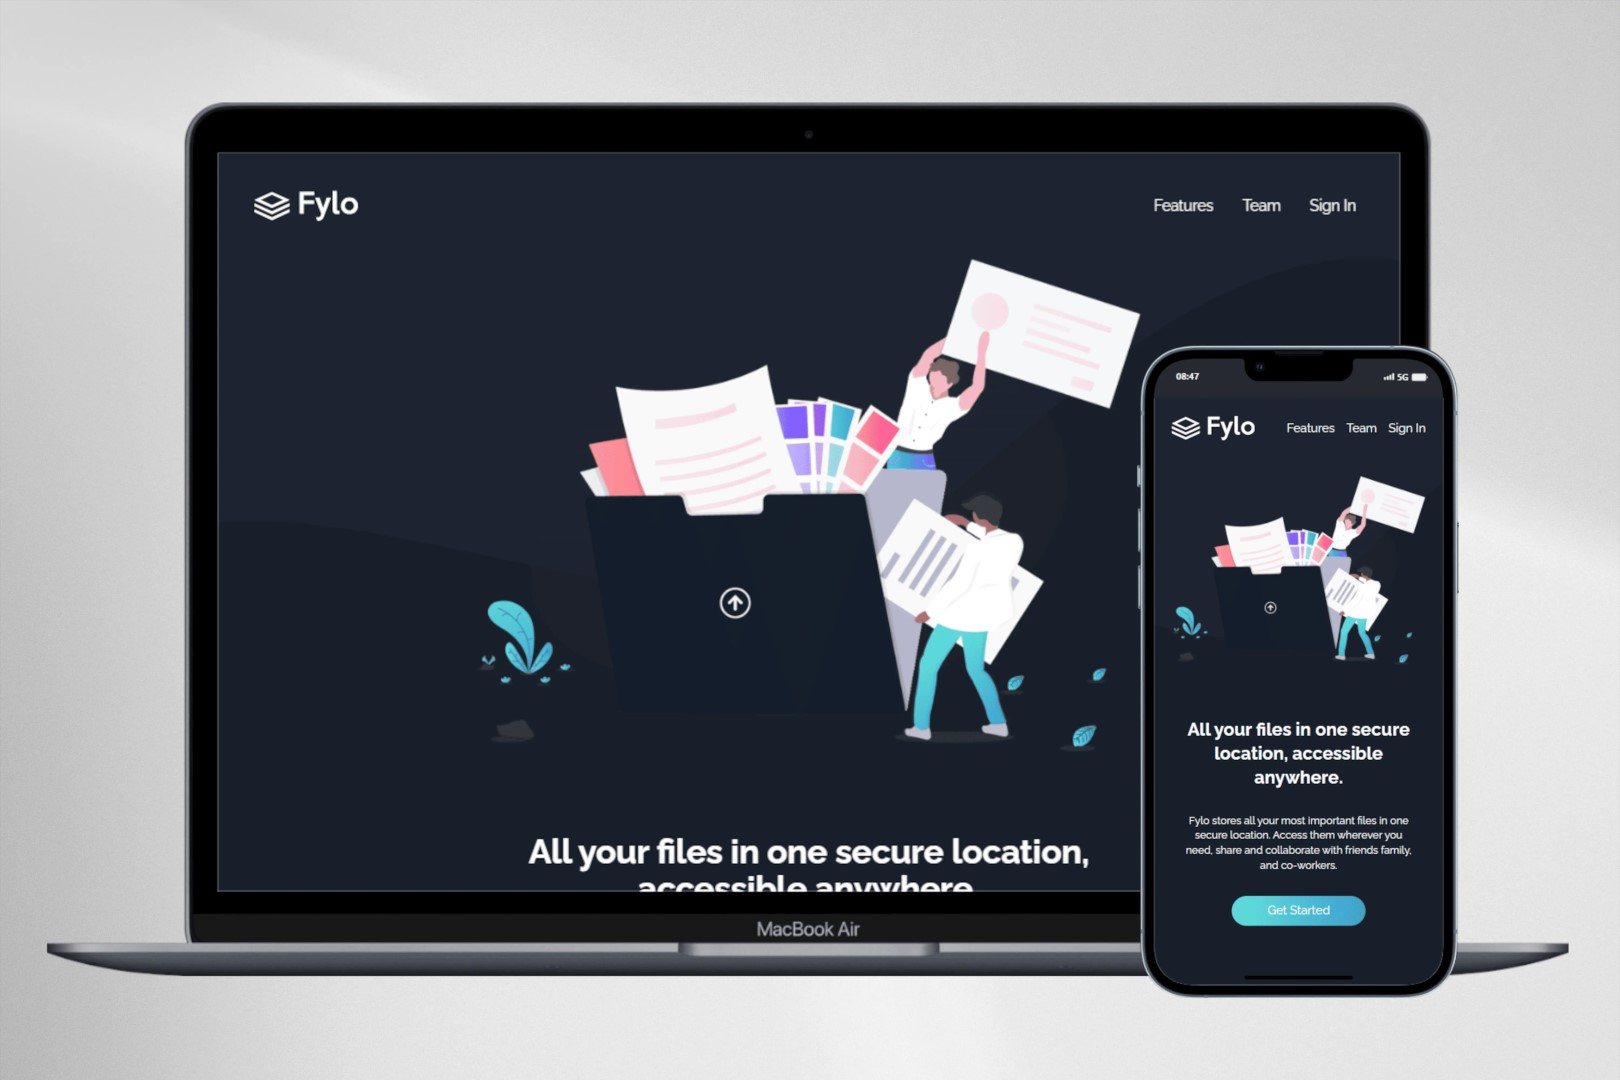 Fylo
Features Team Sign In
All your files in one secure location,
accessible anywhere
MacBook Air
08:47
5G
Fylo
Features Team Sign In
All your files in one secure
location, accessible
anywhere.
Fylo stores all your most important files in one
secure location. Access them wherever you
need, share and collaborate with friends family,
and co-workers.
Get Started